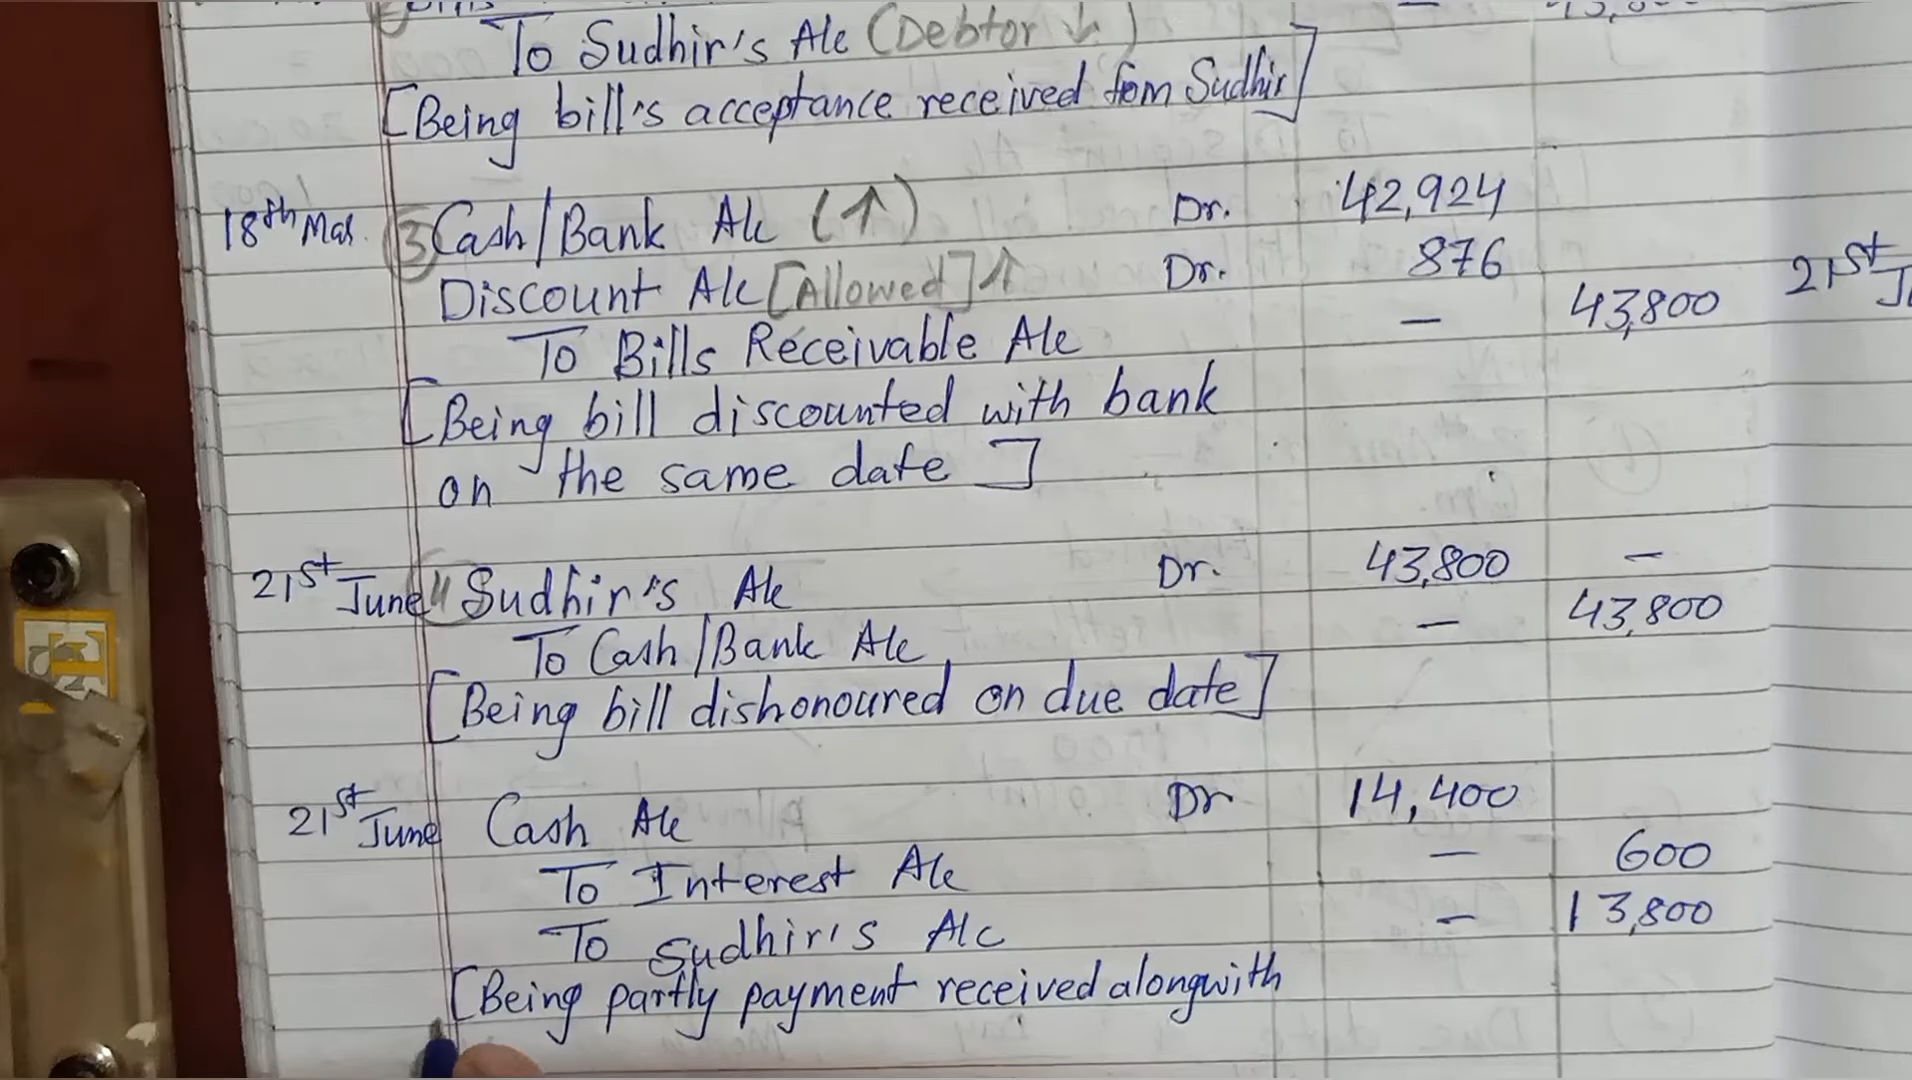 To Sudhir's A/c (Debtor ↓)
[Being bill's acceptance received fom Sudhir]
18th Mar. 3 Cash/Bank A/c (↑) Dr. 42,924
Discount A/c [Allowed] ↑ Dr. 876
To Bills Receivable A/c — 43,800
[Being bill discounted with bank
on the same date]
21st June 4 Sudhir's A/c Dr. 43,800 —
To Cash/Bank A/c — 43,800
[Being bill dishonoured on due date]
21st June Cash A/c Dr 14,400
To Interest A/c — 600
To Sudhir's A/c — 13,800
[Being partly payment received alongwith
21st